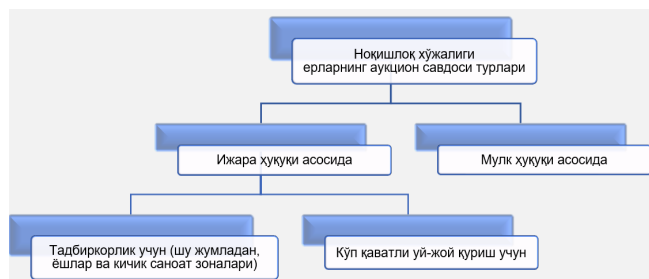 Ноқишлоқ хўжалиги
ерларнинг аукцион савдоси турлари
Ижара ҳуқуқи асосида
Мулк ҳуқуқи асосида
Тадбиркорлик учун (шу жумладан,
ёшлар ва кичик саноат зоналари)
Кўп қаватли уй-жой қуриш учун